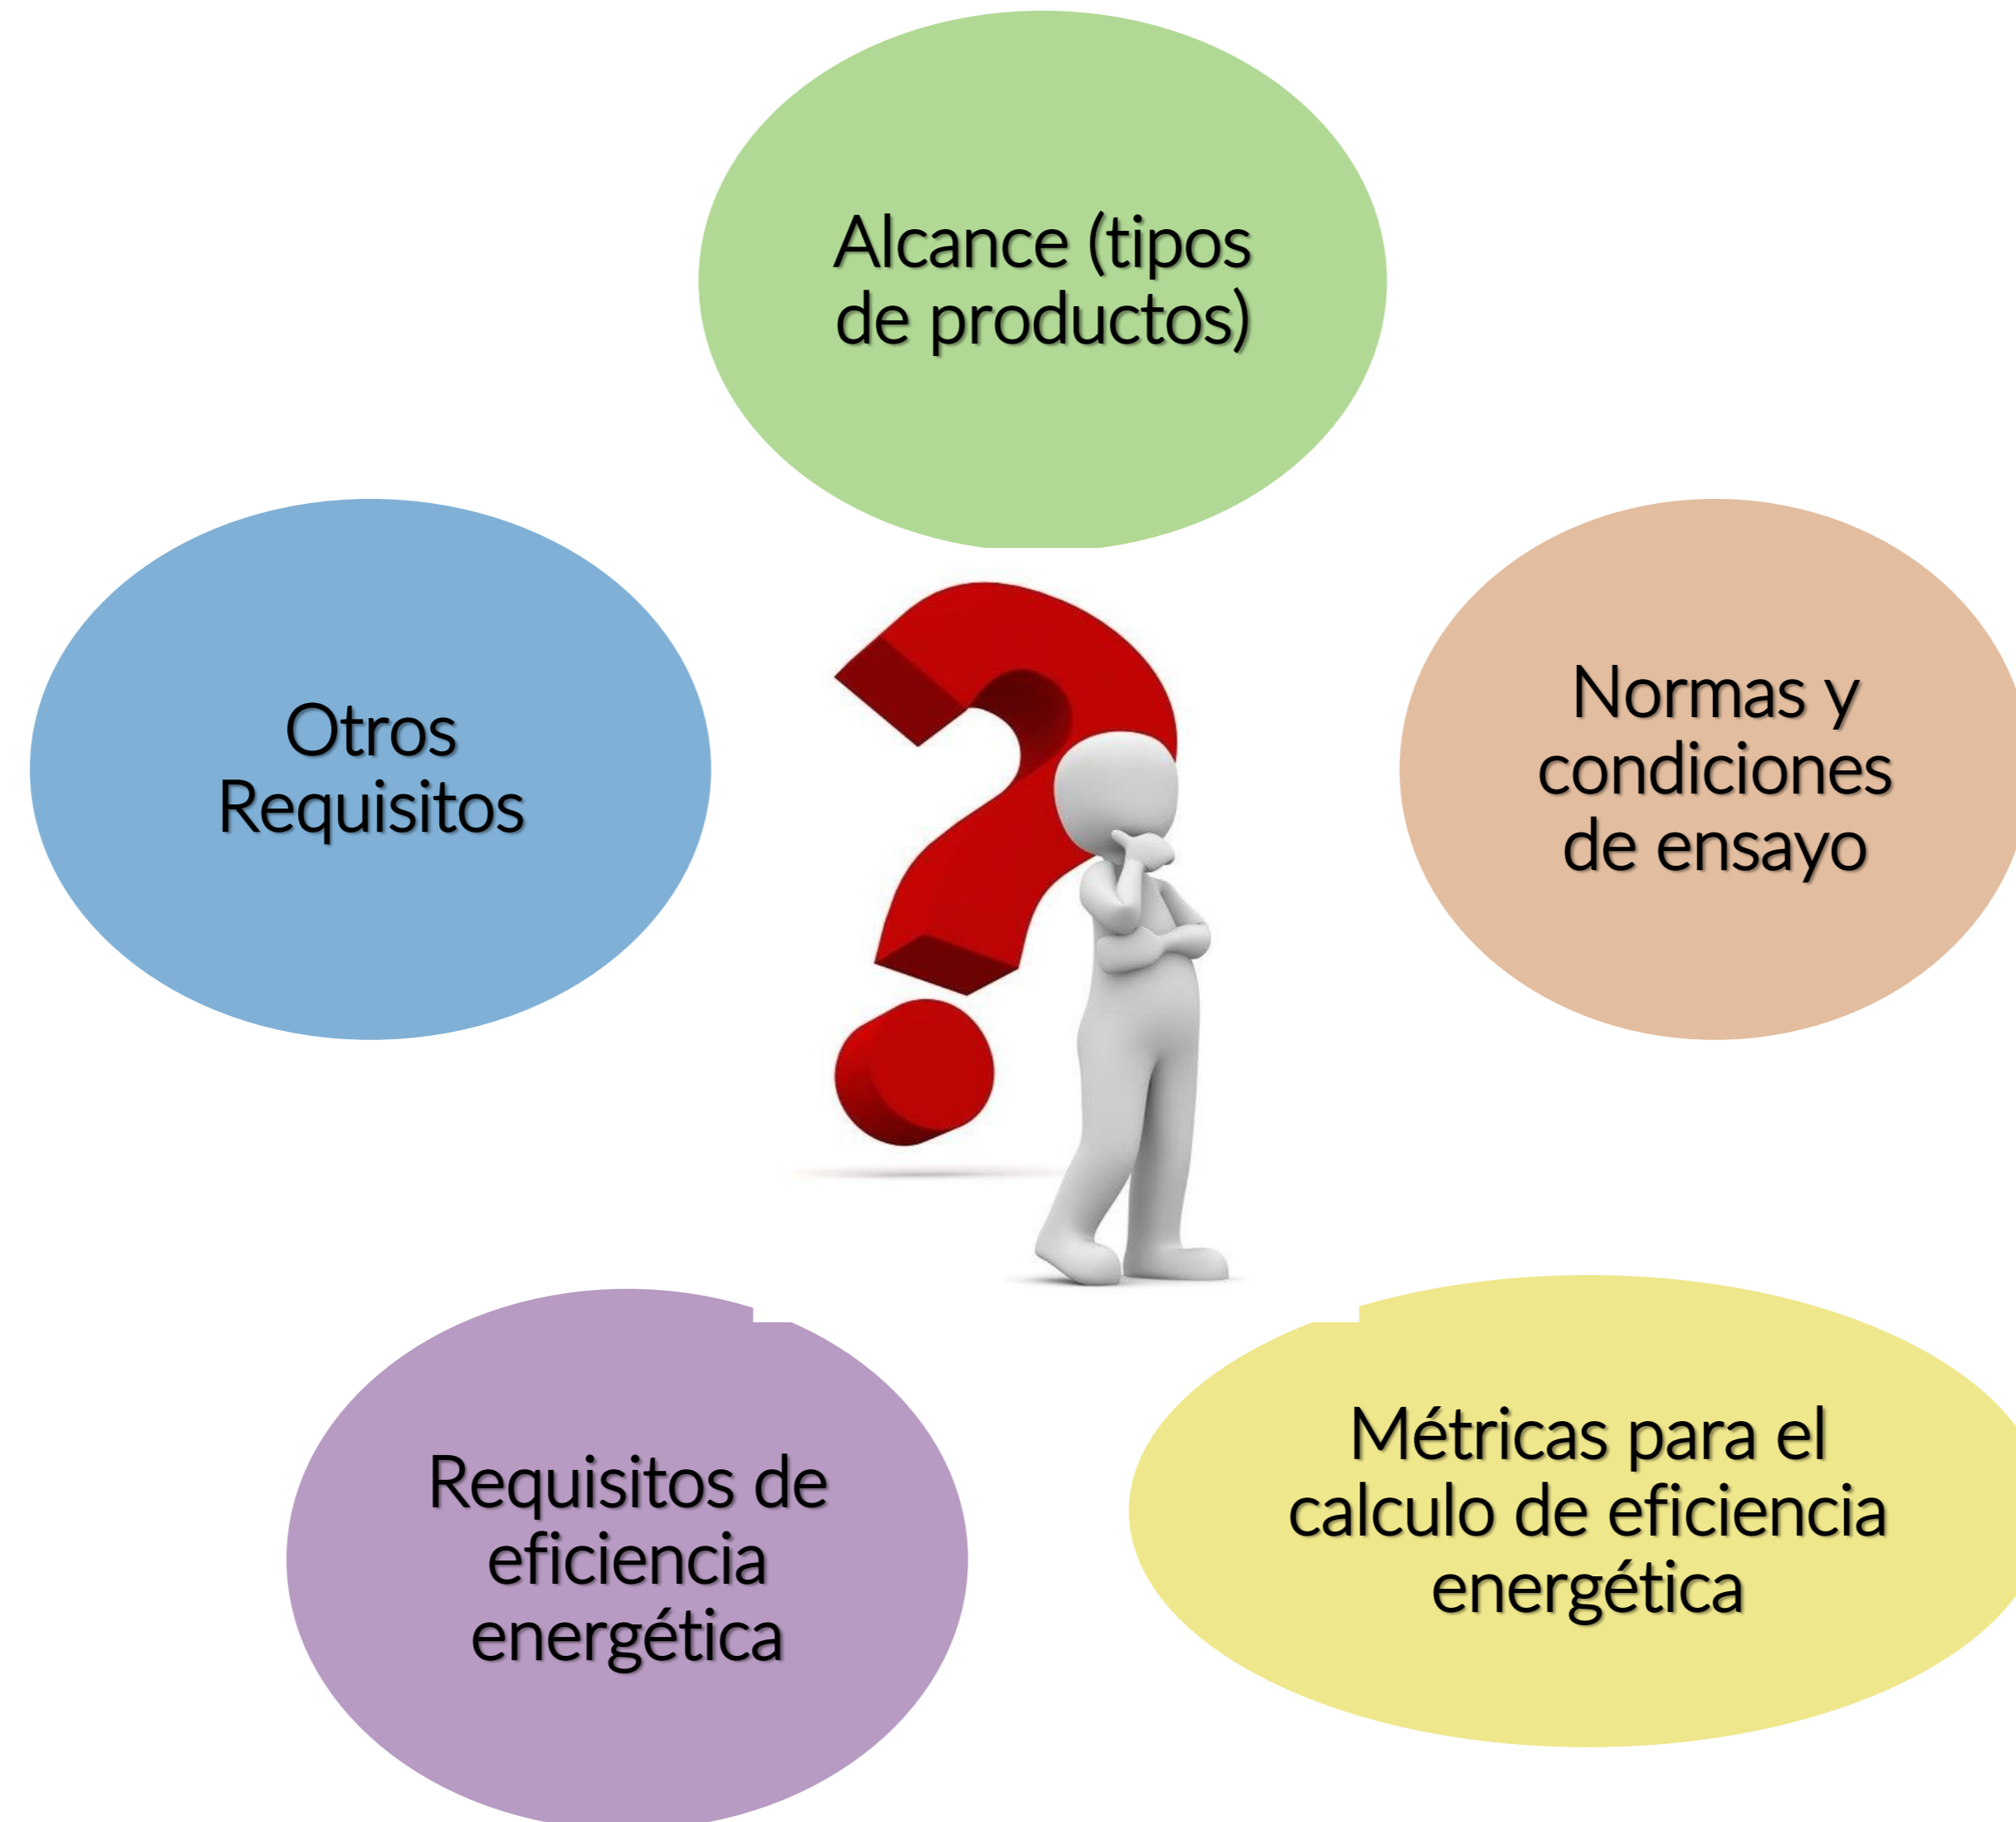 Alcance (tipos
de productos)
Otros
Requisitos
Normas y
condiciones
de ensayo
Requisitos de
eficiencia
energética
Métricas para el
calculo de eficiencia
energética